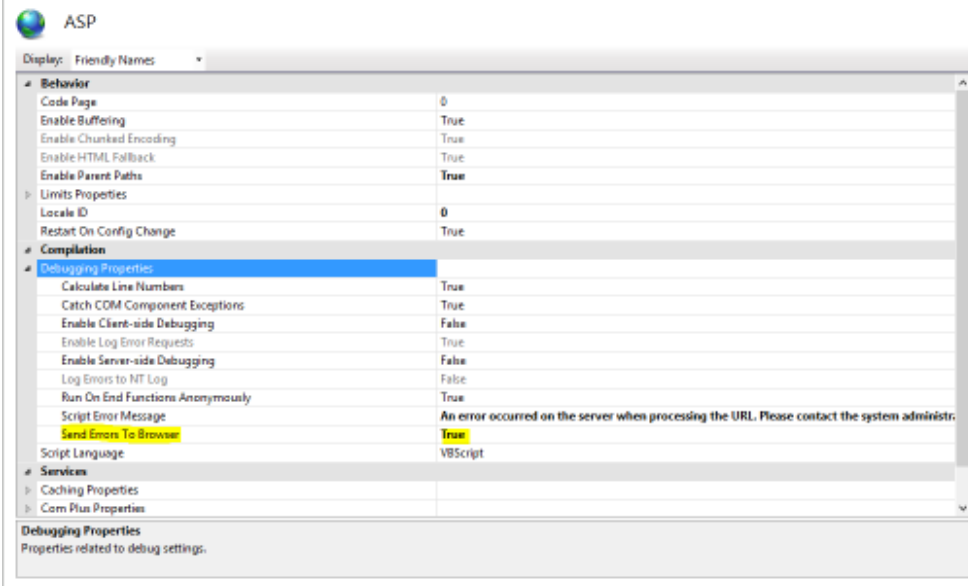 ASP
Display: Friendly Names
Behavior
Code Page 0
Enable Buffering True
Enable Chunked Encoding True
Enable HTML Fallback True
Enable Parent Paths True
Limits Properties
Locale ID 0
Restart On Config Change True
Compilation
Debugging Properties
Calculate Line Numbers True
Catch COM Component Exceptions True
Enable Client-side Debugging False
Enable Log Error Requests True
Enable Server-side Debugging False
Log Errors to NT Log False
Run On End Functions Anonymously True
Script Error Message An error occurred on the server when processing the URL. Please contact the system administr
Send Errors To Browser True
Script Language VBScript
Services
Caching Properties
Com Plus Properties
Debugging Properties
Properties related to debug settings.